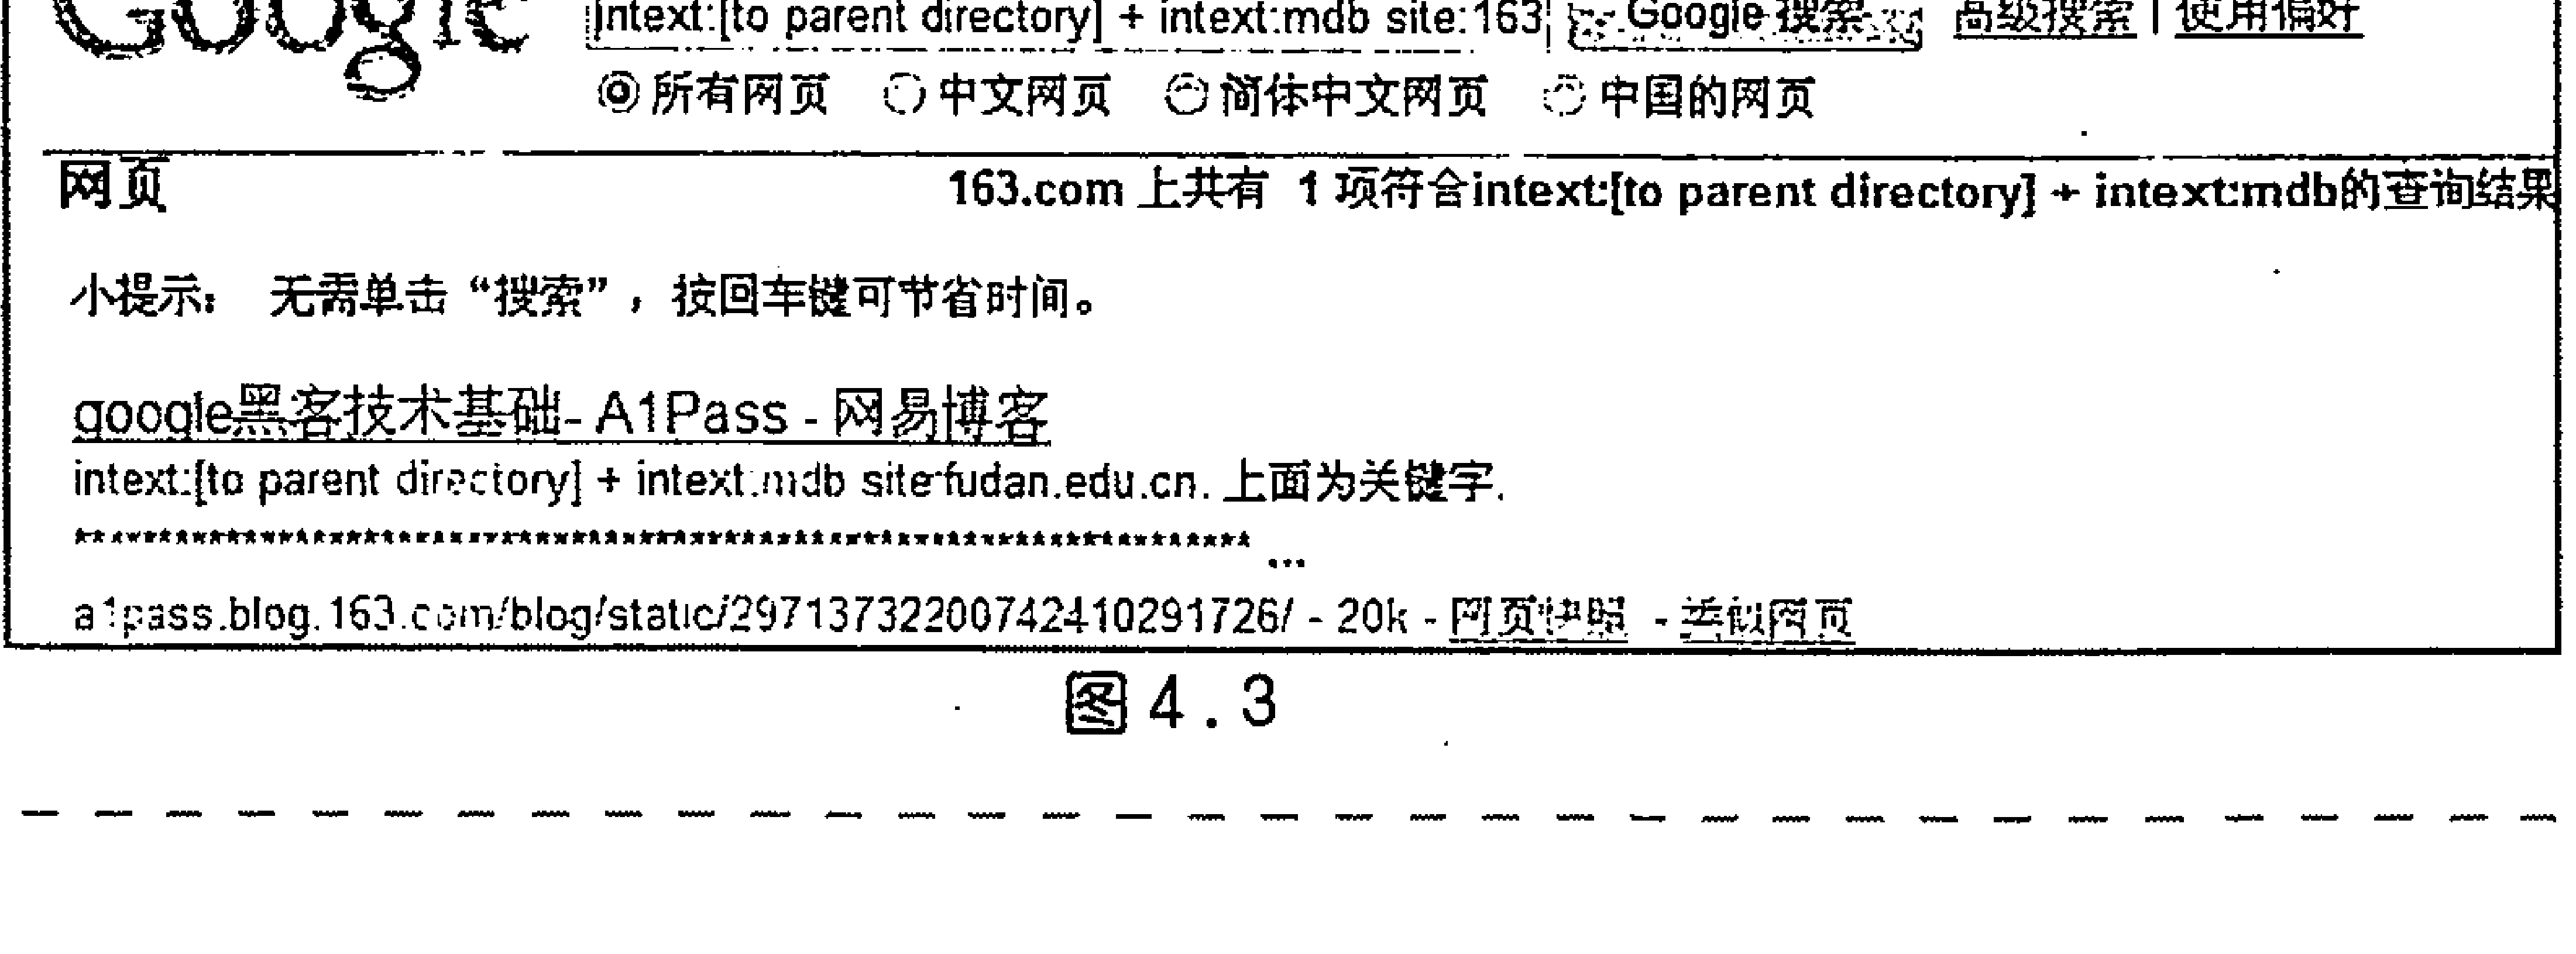 Google
intext:[to parent directory] + intext:mdb site:163 Google 搜索 高级搜索 | 使用偏好
所有网页 中文网页 简体中文网页 中国的网页
网页 163.com 上共有 1 项符合intext:[to parent directory] + intext:mdb的查询结果
小提示: 无需单击 “搜索” , 按回车键可节省时间。
google黑客技术基础- A1Pass - 网易博客
intext:[to parent directory] + intext:mdb site:fudan.edu.cn. 上面为关键字.
********************************************************************* ...
a1pass.blog.163.com/blog/static/29713732200742410291726/ - 20k - 网页快照 - 类似网页
图4.3